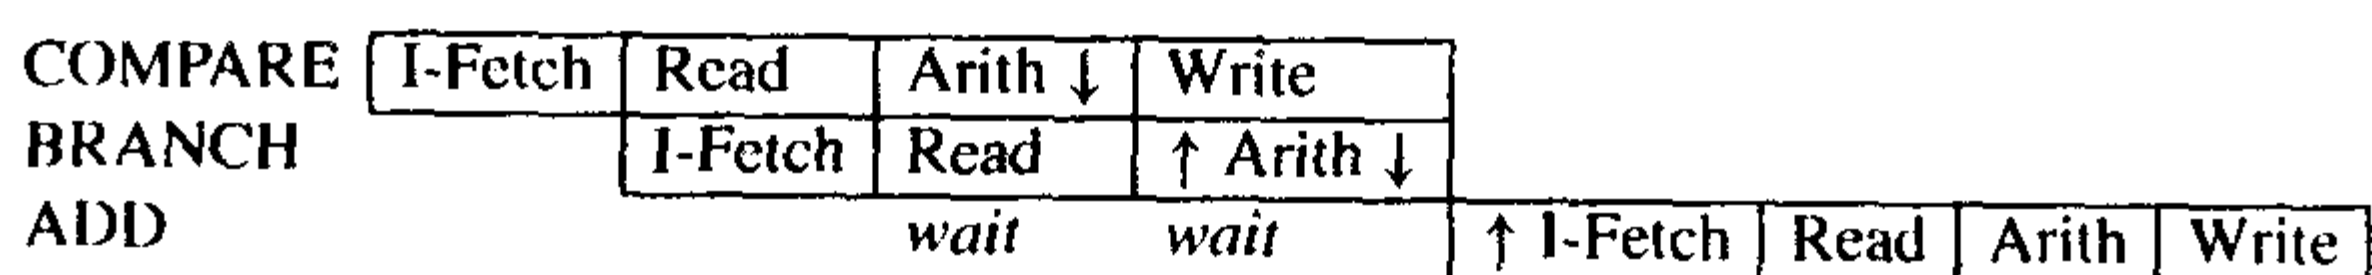 COMPARE I-Fetch Read Arith ↓ Write
BRANCH I-Fetch Read ↑ Arith ↓
ADD wait wait ↑ I-Fetch Read Arith Write